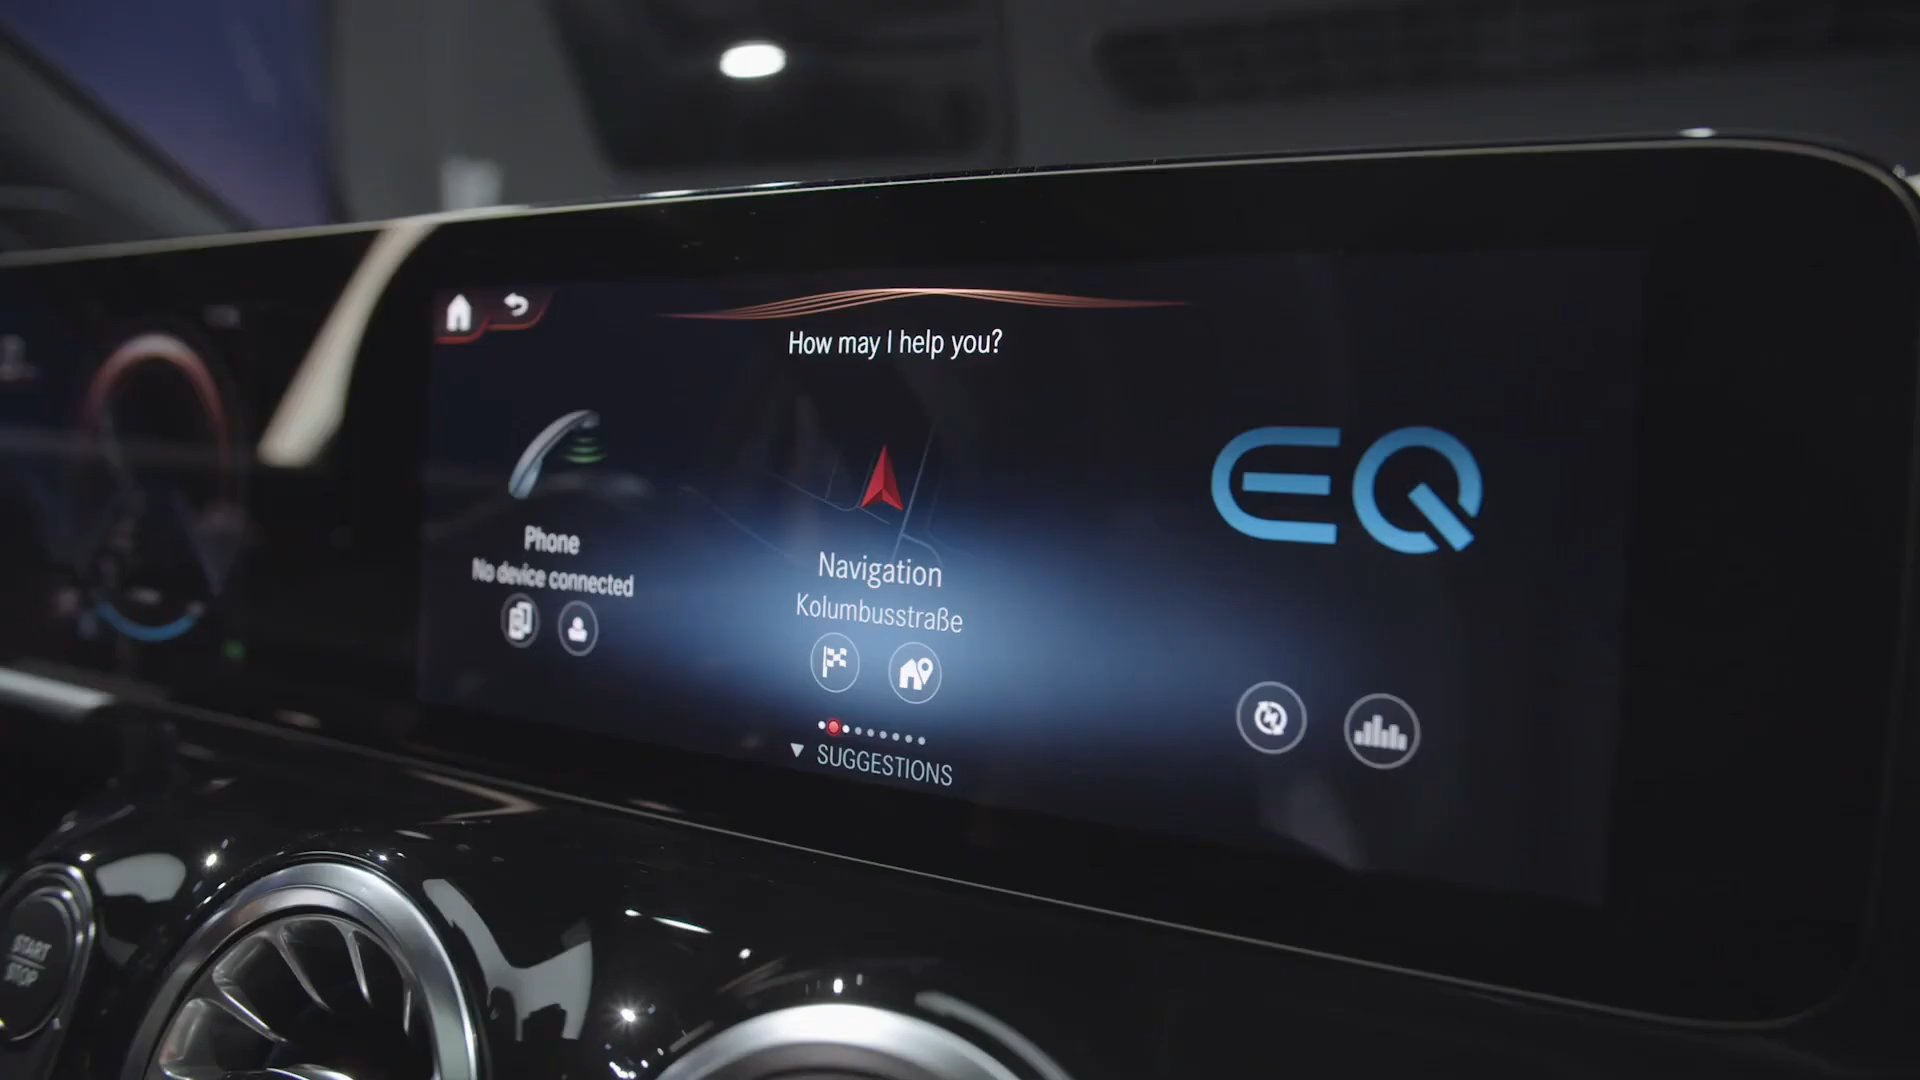 How may I help you?
Phone
No device connected
Navigation
Kolumbusstraße
EQ
SUGGESTIONS
START
STOP